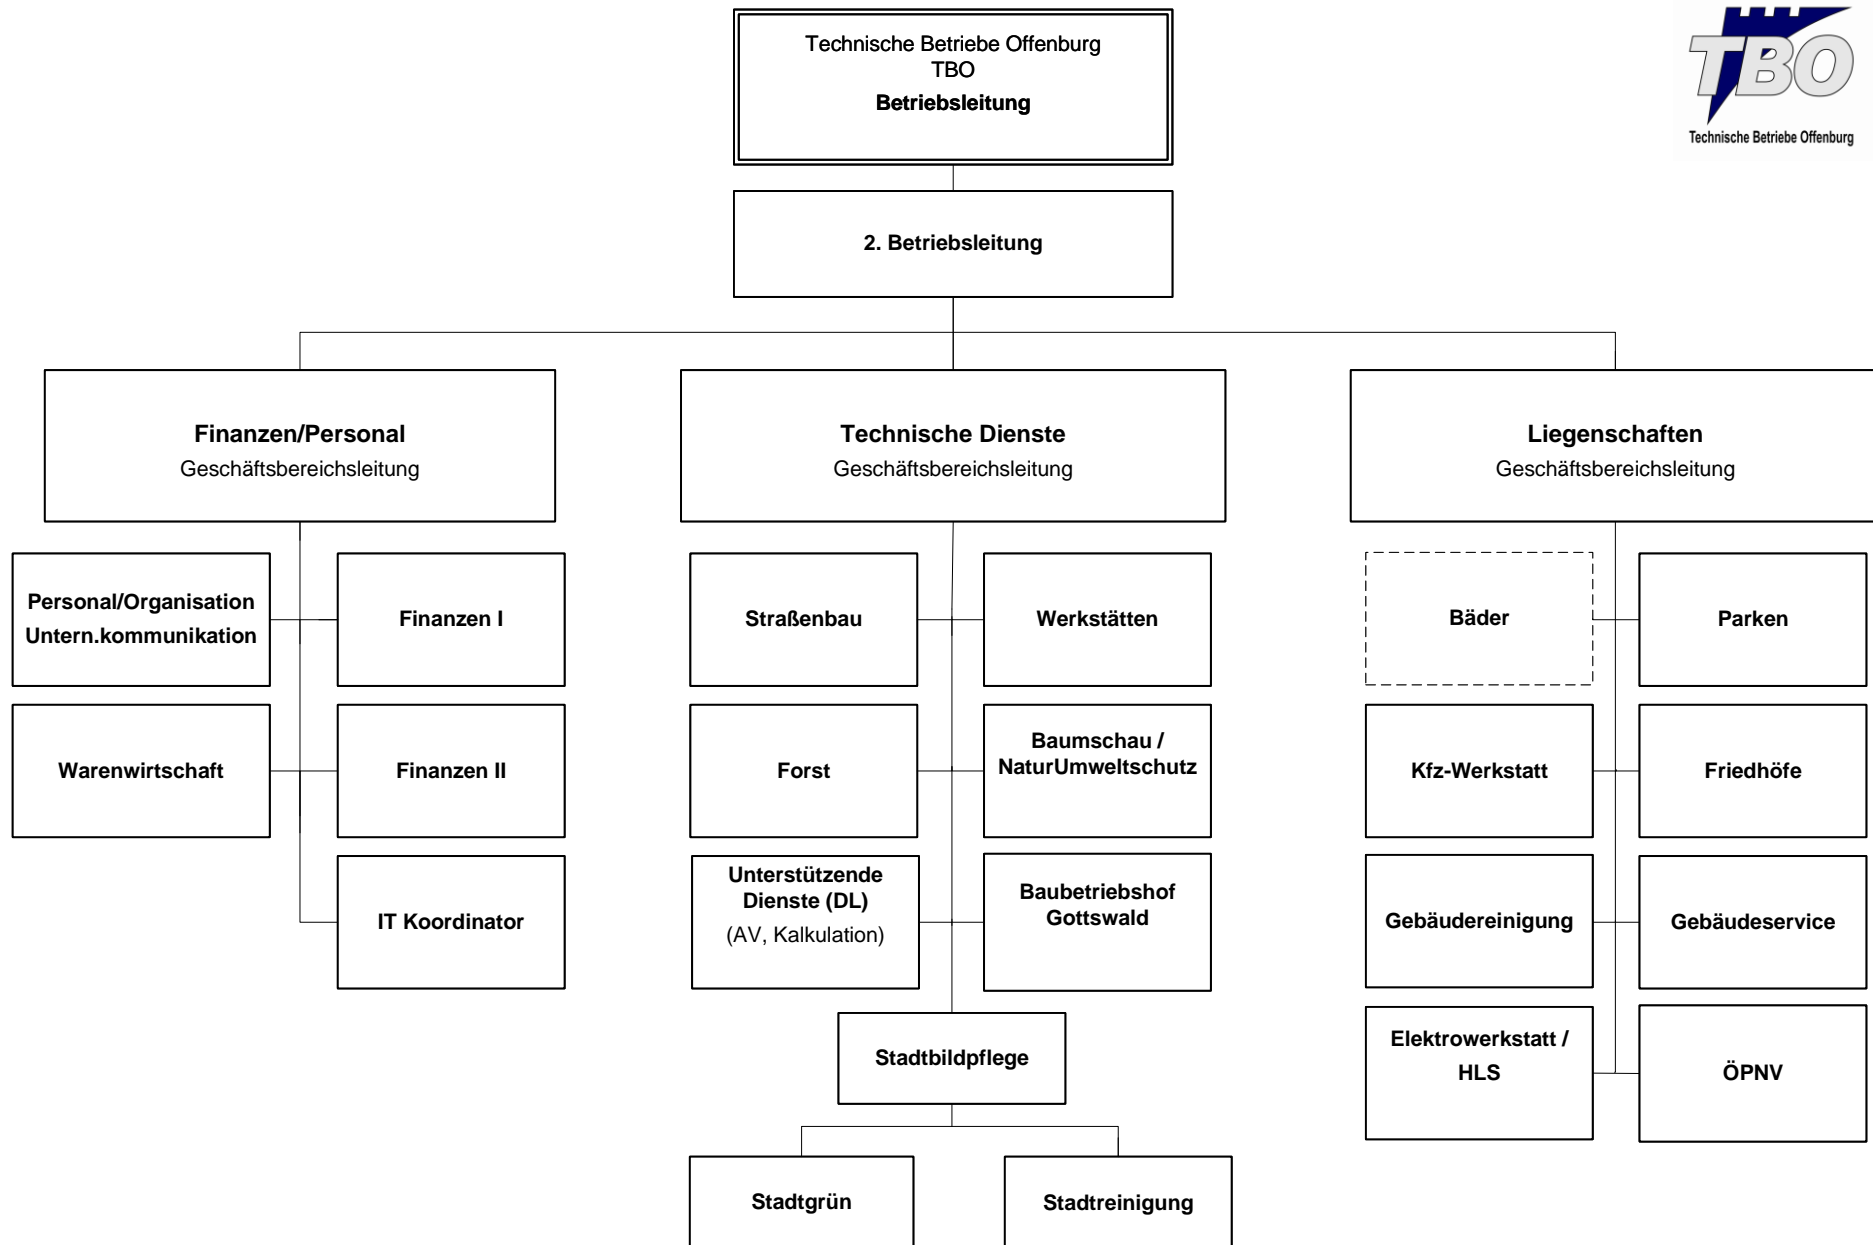 Technische Betriebe Offenburg
TBO
Betriebsleitung
TBO
Technische Betriebe Offenburg
2. Betriebsleitung
Finanzen/Personal
Geschäftsbereichsleitung
Technische Dienste
Geschäftsbereichsleitung
Liegenschaften
Geschäftsbereichsleitung
Personal/Organisation
Untern.kommunikation
Finanzen I
Warenwirtschaft
Finanzen II
IT Koordinator
Straßenbau
Werkstätten
Forst
Baumschau /
NaturUmweltschutz
Unterstützende
Dienste (DL)
(AV, Kalkulation)
Baubetriebshof
Gottswald
Stadtbildpflege
Stadtgrün
Stadtreinigung
Bäder
Parken
Kfz-Werkstatt
Friedhöfe
Gebäudereinigung
Gebäudeservice
Elektrowerkstatt /
HLS
ÖPNV